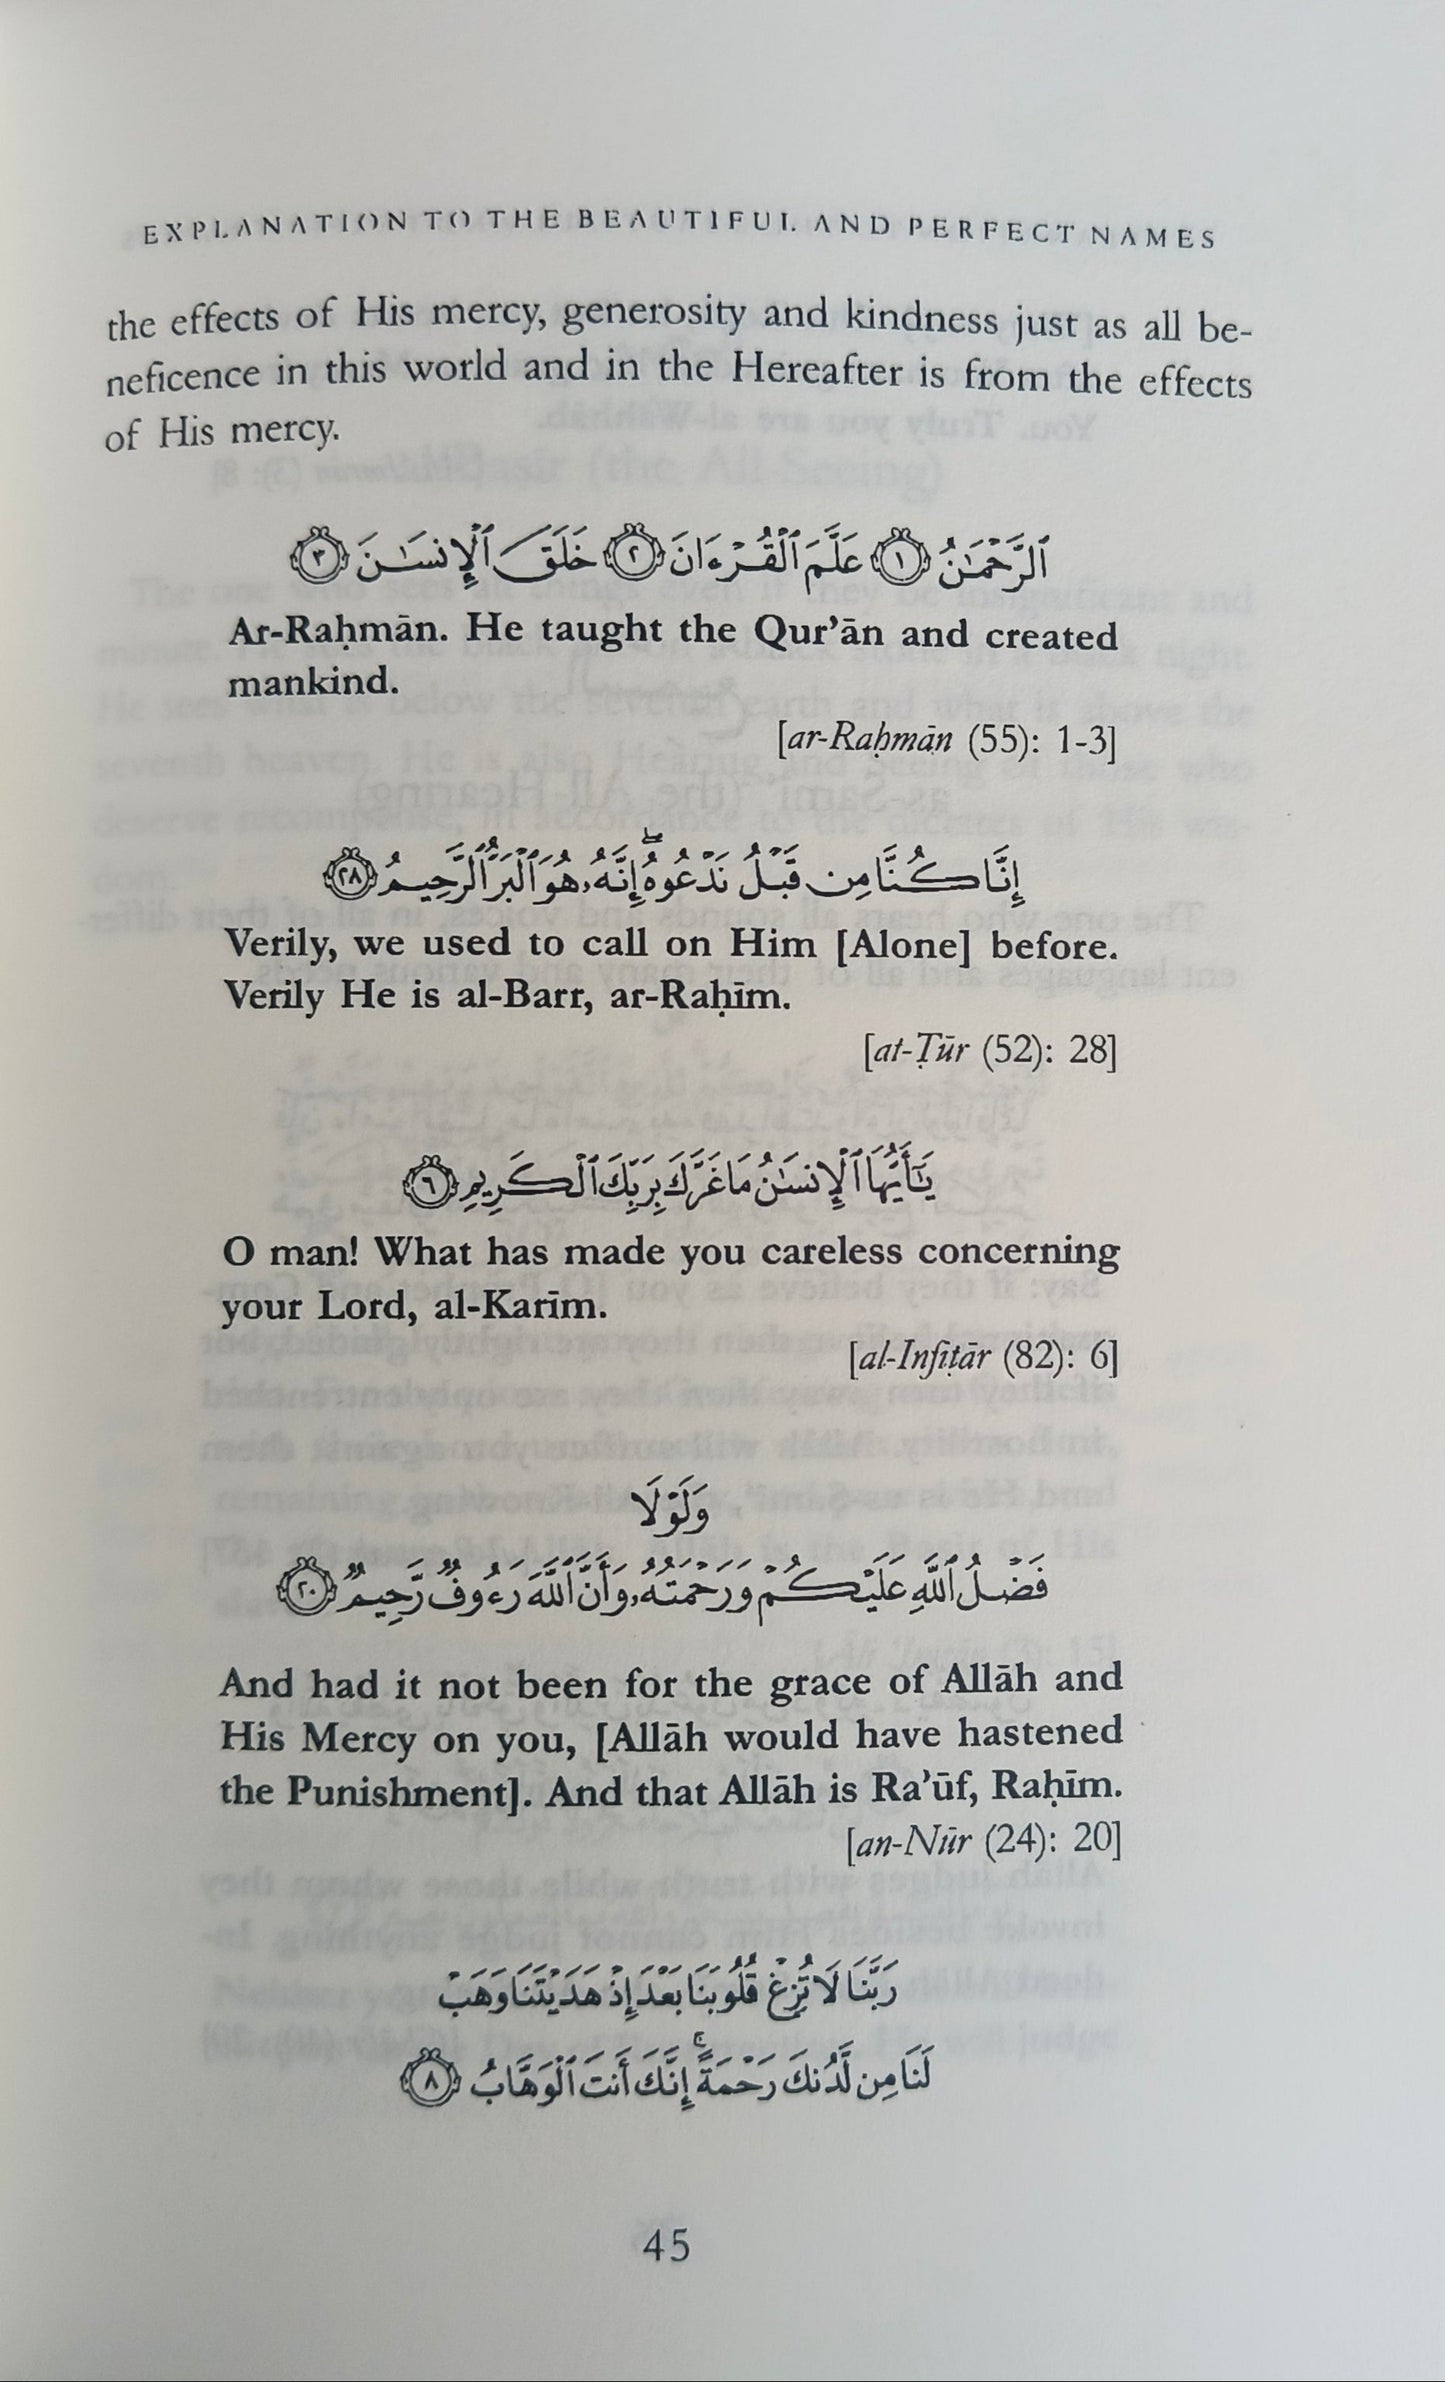 EXPLANATION TO THE BEAUTIFUL AND PERFECT NAMES
the effects of His mercy, generosity and kindness just as all be-
neficence in this world and in the Hereafter is from the effects
of His mercy.
ٱلرَّحْمَـٰنُ ١ عَلَّمَ ٱلْقُرْءَانَ ٢ خَلَقَ ٱلْإِنسَـٰنَ ٣
Ar-Raḥmān. He taught the Qur’ān and created
mankind.
[ar-Raḥmān (55): 1-3]
إِنَّا كُنَّا مِن قَبْلُ نَدْعُوهُ ۖ إِنَّهُۥ هُوَ ٱلْبَرُّ ٱلرَّحِيمُ ٢٨
Verily, we used to call on Him [Alone] before.
Verily He is al-Barr, ar-Raḥīm.
[at-Ṭūr (52): 28]
يَـٰٓأَيُّهَا ٱلْإِنسَـٰنُ مَا غَرَّكَ بِرَبِّكَ ٱلْكَرِيمِ ٦
O man! What has made you careless concerning
your Lord, al-Karīm.
[al-Infiṭār (82): 6]
وَلَوْلَا
فَضْلُ ٱللَّهِ عَلَيْكُمْ وَرَحْمَتُهُۥ وَأَنَّ ٱللَّهَ رَءُوفٌ رَّحِيمٌ ٢٠
And had it not been for the grace of Allāh and
His Mercy on you, [Allāh would have hastened
the Punishment]. And that Allāh is Ra’ūf, Raḥīm.
[an-Nūr (24): 20]
رَبَّنَا لَا تُزِغْ قُلُوبَنَا بَعْدَ إِذْ هَدَيْتَنَا وَهَبْ
لَنَا مِن لَّدُنكَ رَحْمَةً ۚ إِنَّكَ أَنتَ ٱلْوَهَّابُ ٨
45